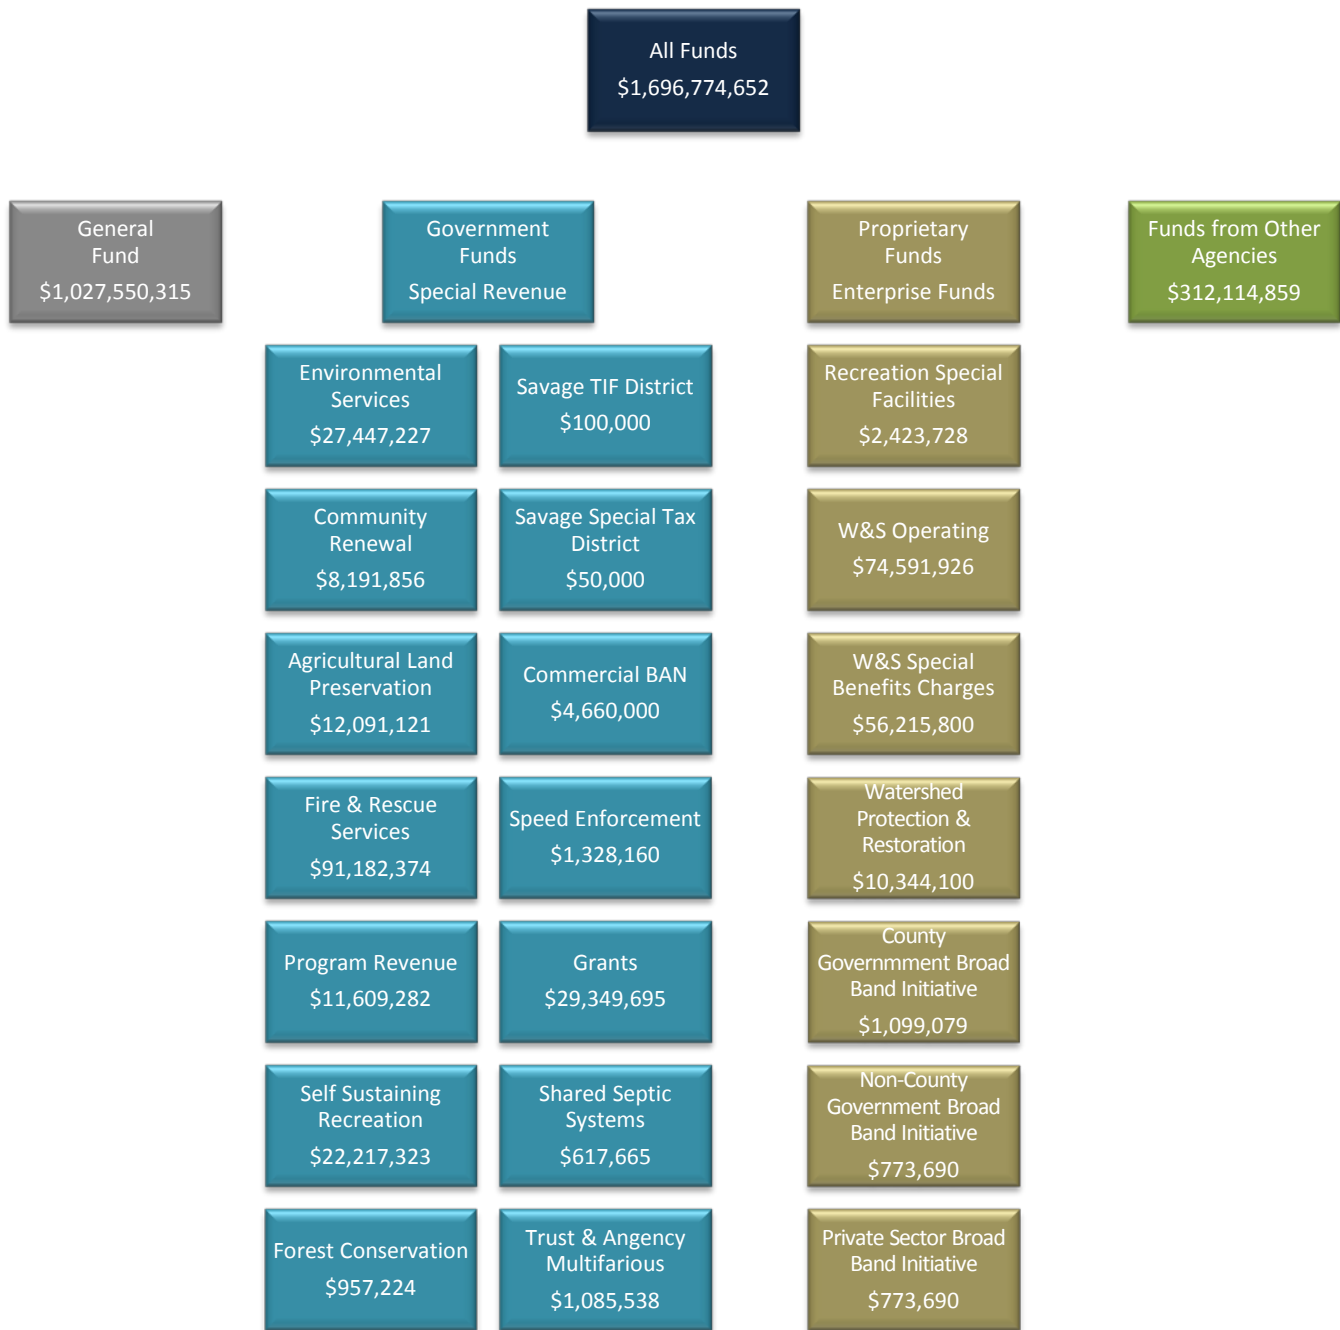 All Funds
$1,696,774,652
General
Fund
$1,027,550,315
Government
Funds
Special Revenue
Proprietary
Funds
Enterprise Funds
Funds from Other
Agencies
$312,114,859
Environmental
Services
$27,447,227
Savage TIF District
$100,000
Recreation Special
Facilities
$2,423,728
Community
Renewal
$8,191,856
Savage Special Tax
District
$50,000
W&S Operating
$74,591,926
Agricultural Land
Preservation
$12,091,121
Commercial BAN
$4,660,000
W&S Special
Benefits Charges
$56,215,800
Fire & Rescue
Services
$91,182,374
Speed Enforcement
$1,328,160
Watershed
Protection &
Restoration
$10,344,100
Program Revenue
$11,609,282
Grants
$29,349,695
County
Governmment Broad
Band Initiative
$1,099,079
Self Sustaining
Recreation
$22,217,323
Shared Septic
Systems
$617,665
Non-County
Government Broad
Band Initiative
$773,690
Forest Conservation
$957,224
Trust & Angency
Multifarious
$1,085,538
Private Sector Broad
Band Initiative
$773,690